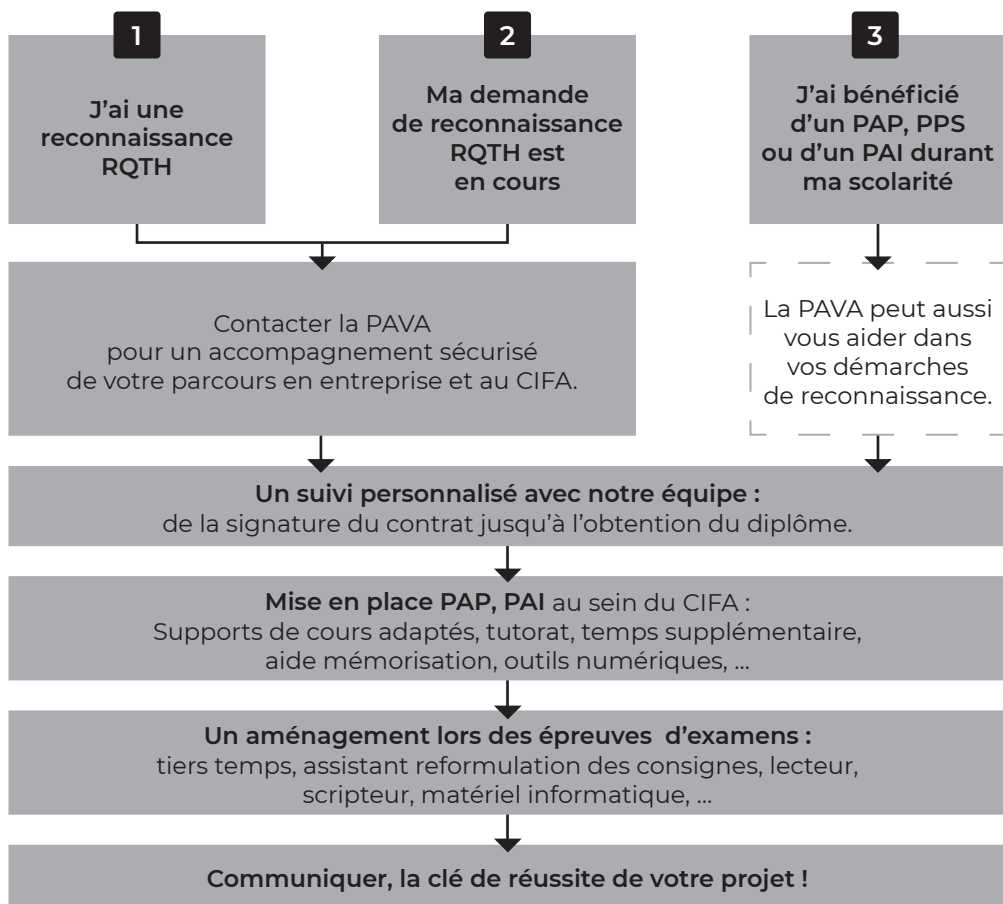 1
J'ai une
reconnaissance
RQTH
2
Ma demande
de reconnaissance
RQTH est
en cours
3
J'ai bénéficié
d'un PAP, PPS
ou d'un PAI durant
ma scolarité
Contacter la PAVA
pour un accompagnement sécurisé
de votre parcours en entreprise et au CIFA.
La PAVA peut aussi
vous aider dans
vos démarches
de reconnaissance.
Un suivi personnalisé avec notre équipe :
de la signature du contrat jusqu'à l'obtention du diplôme.
Mise en place PAP, PAI au sein du CIFA :
Supports de cours adaptés, tutorat, temps supplémentaire,
aide mémorisation, outils numériques, ...
Un aménagement lors des épreuves  d'examens :
tiers temps, assistant reformulation des consignes, lecteur,
scripteur, matériel informatique, ...
Communiquer, la clé de réussite de votre projet !